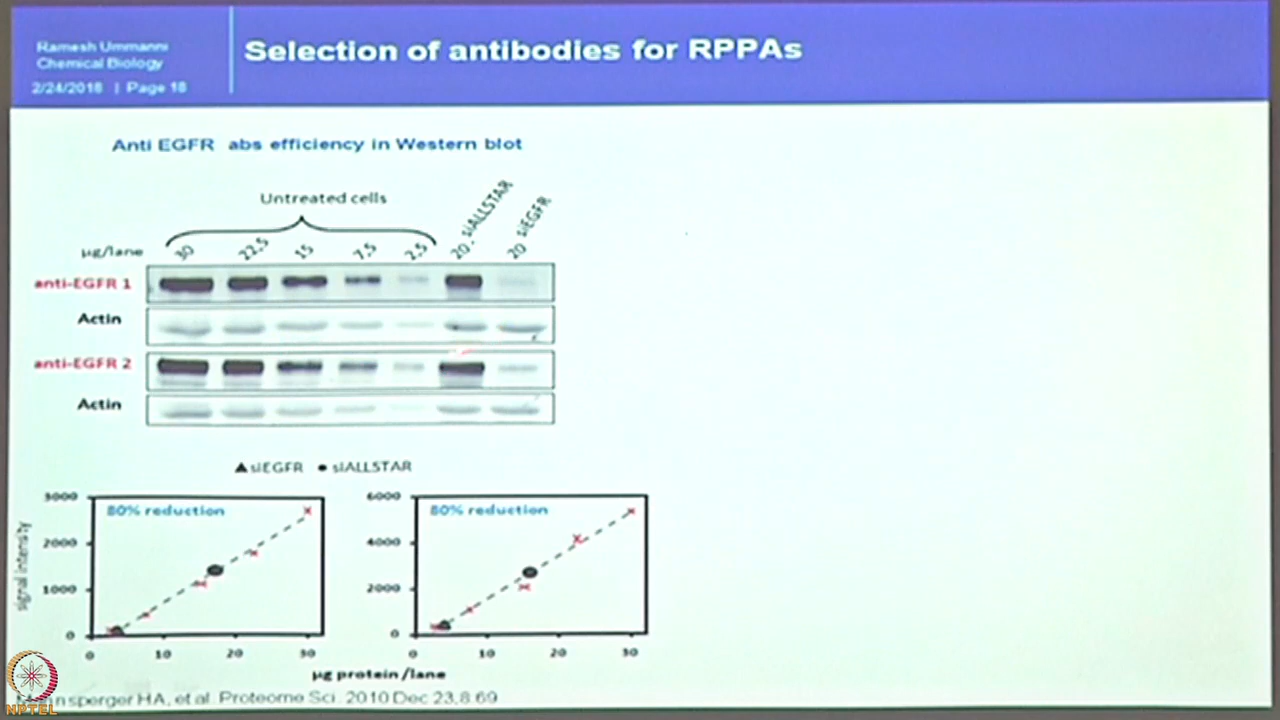 Ramesh Ummanni
Chemical Biology
2/24/2018 | Page 18
Selection of antibodies for RPPAs
Anti EGFR abs efficiency in Western blot
Untreated cells
µg/lane 30 22,5 15 7,5 2,5 20, siALLSTAR 20 siEGFR
anti-EGFR 1
Actin
anti-EGFR 2
Actin
▲siEGFR ● siALLSTAR
3000 80% reduction
2000
1000
0
signal intensity
0 10 20 30
6000 80% reduction
4000
2000
0
0 10 20 30
µg protein /lane
HA, et al. Proteome Sci. 2010 Dec 23,8:69
NPTEL